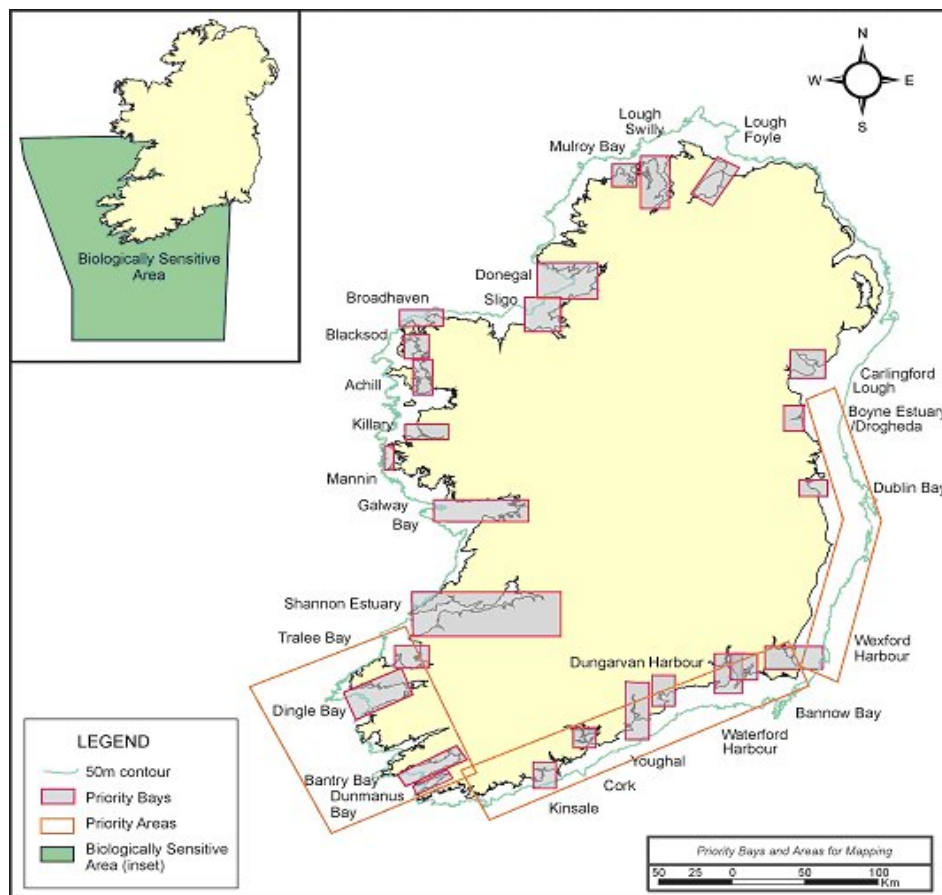 Biologically Sensitive
Area
N
W E
S
Lough
Swilly
Lough
Foyle
Mulroy Bay
Donegal
Sligo
Broadhaven
Blacksod
Achill
Killary
Mannin
Galway
Bay
Carlingford
Lough
Boyne Estuary
/Drogheda
Dublin Bay
Shannon Estuary
Tralee Bay
Dingle Bay
Bantry Bay
Dunmanus
Bay
Dungarvan Harbour
Wexford
Harbour
Bannow Bay
Waterford
Harbour
Youghal
Cork
Kinsale
LEGEND
50m contour
Priority Bays
Priority Areas
Biologically Sensitive
Area (inset)
Priority Bays and Areas for Mapping
50 25 0 50 100
Km